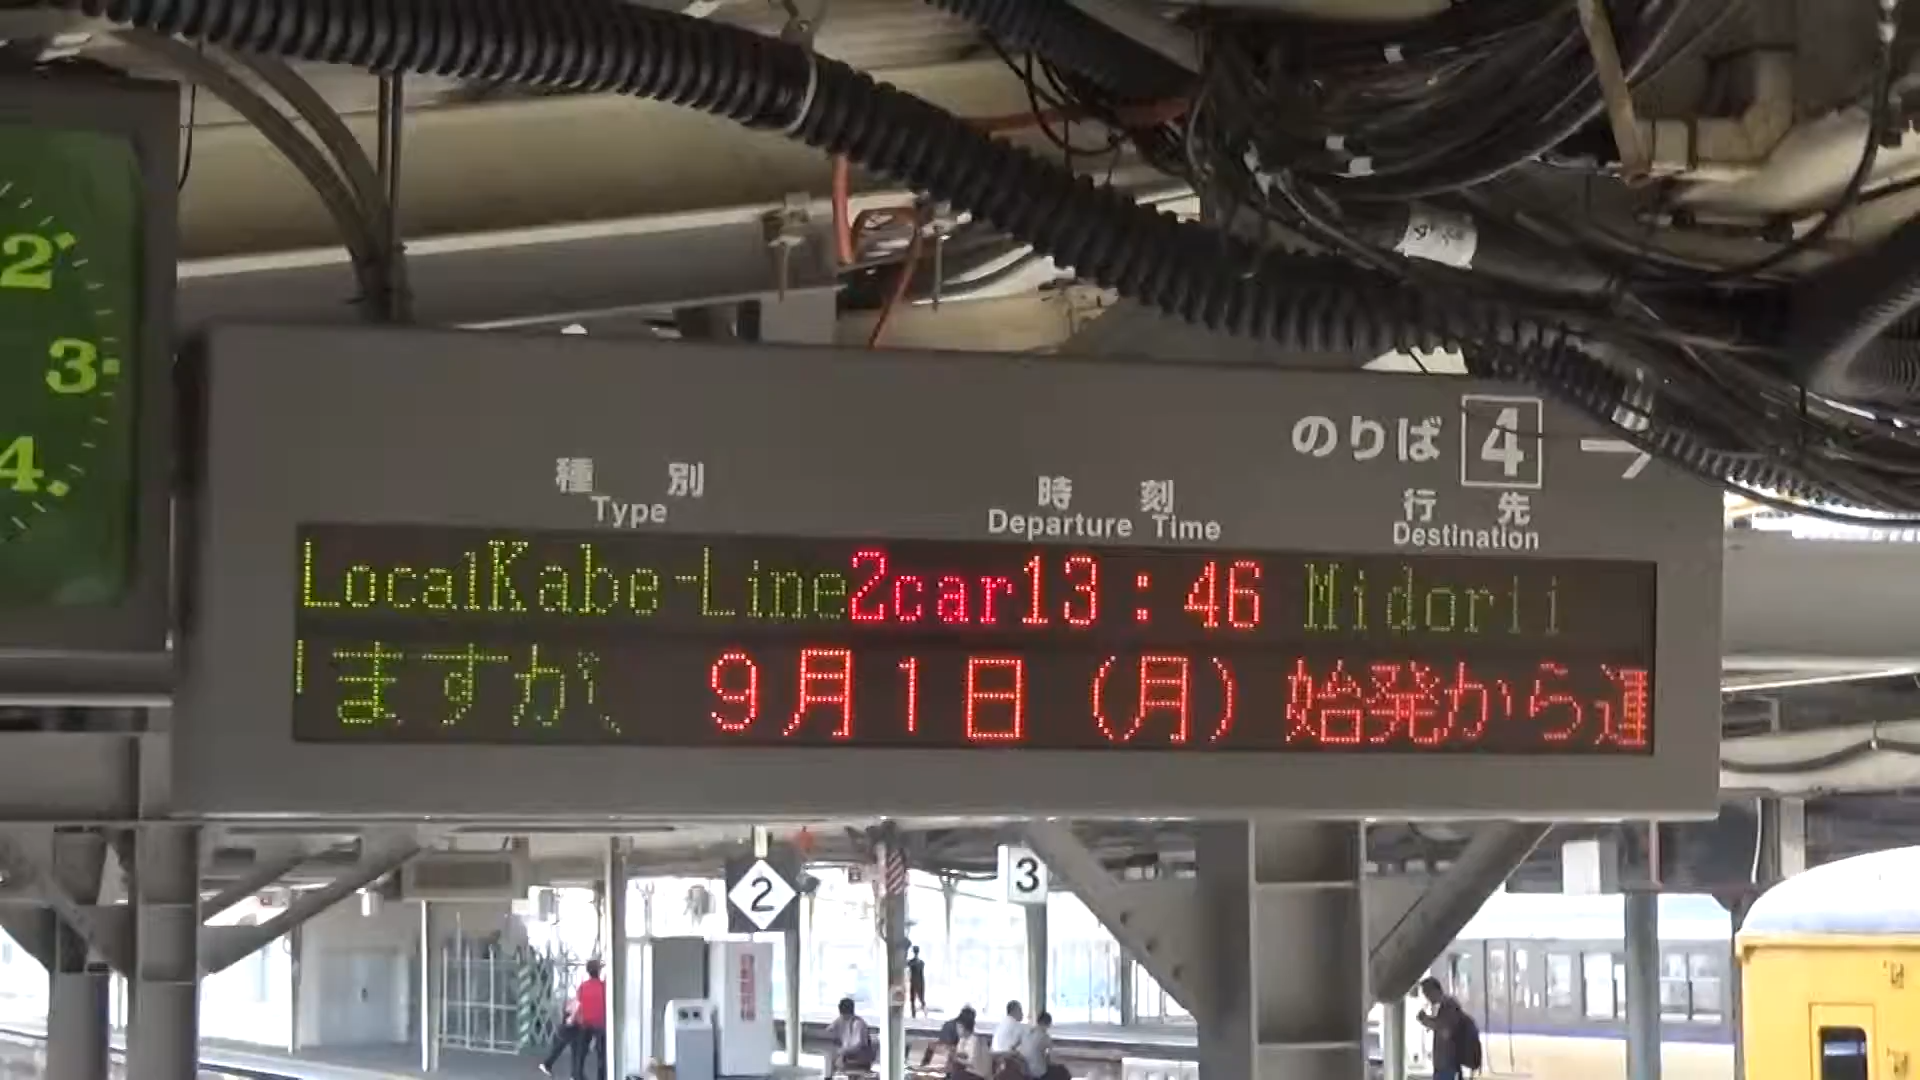 のりば 4 →
種別 時刻 行先
Type Departure Time Destination
LocalKabe-Line2car13:46 Midorii
ますが 9月1日（月）始発から運
2
3
4
2
3